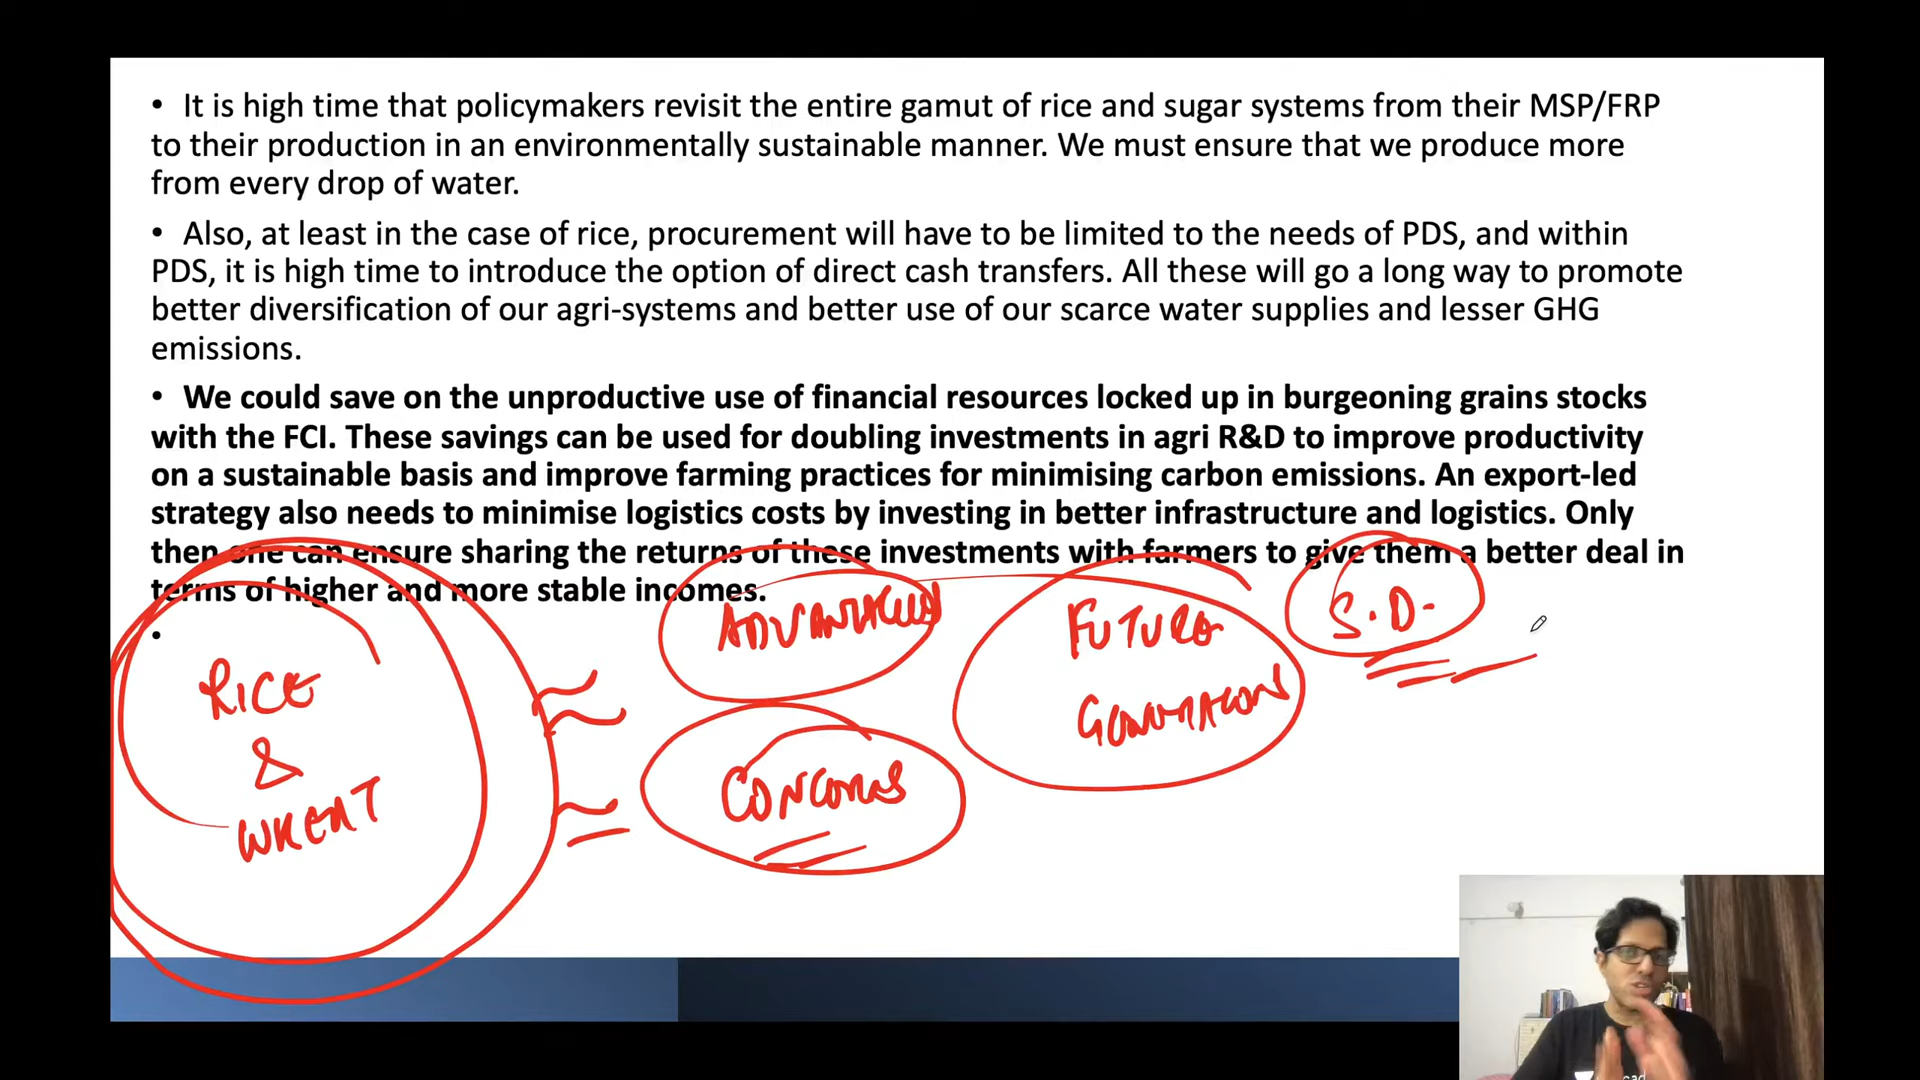 • It is high time that policymakers revisit the entire gamut of rice and sugar systems from their MSP/FRP
to their production in an environmentally sustainable manner. We must ensure that we produce more
from every drop of water.
• Also, at least in the case of rice, procurement will have to be limited to the needs of PDS, and within
PDS, it is high time to introduce the option of direct cash transfers. All these will go a long way to promote
better diversification of our agri-systems and better use of our scarce water supplies and lesser GHG
emissions.
• We could save on the unproductive use of financial resources locked up in burgeoning grains stocks
with the FCI. These savings can be used for doubling investments in agri R&D to improve productivity
on a sustainable basis and improve farming practices for minimising carbon emissions. An export-led
strategy also needs to minimise logistics costs by investing in better infrastructure and logistics. Only
then one can ensure sharing the returns of these investments with farmers to give them a better deal in
terms of higher and more stable incomes.
•
RICE
&
WHEAT
ADVANTAGES
CONCERNS
FUTURE
GENERATIONS
S.D.